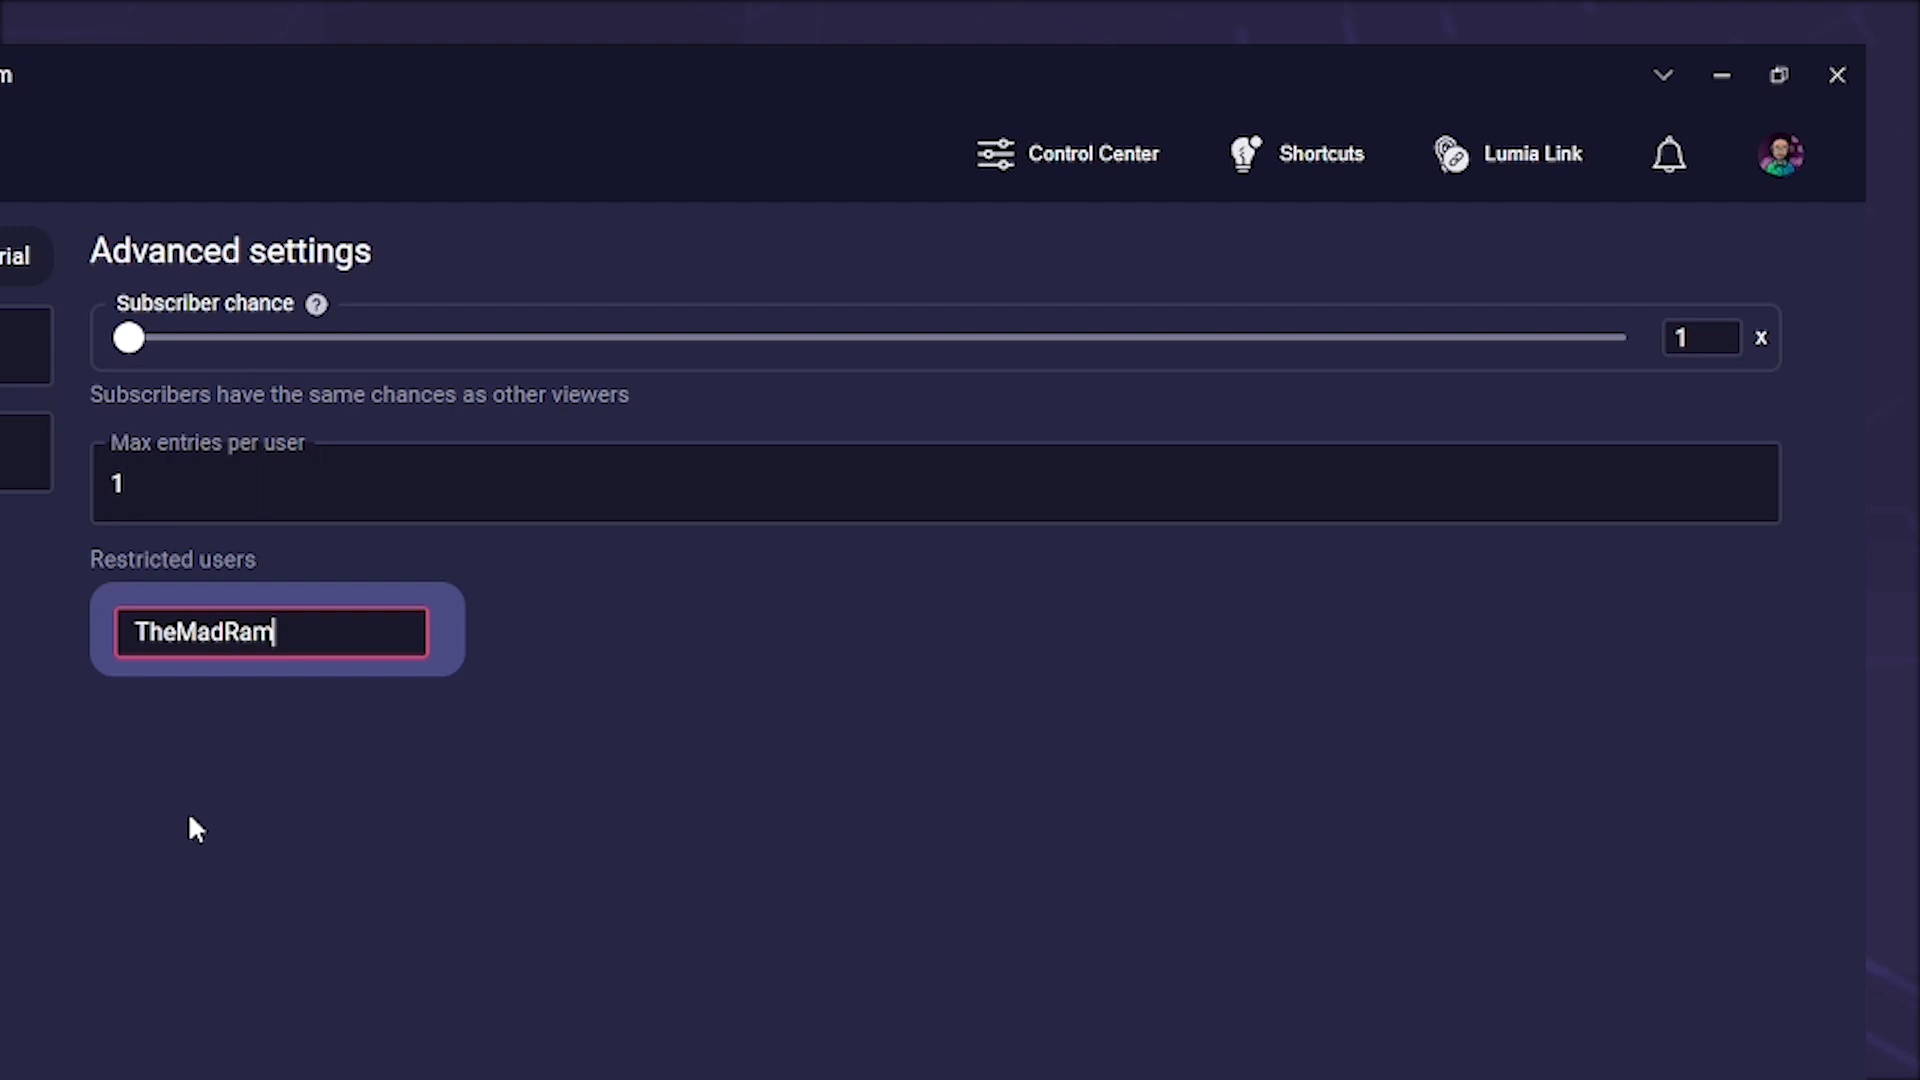 m
Control Center
Shortcuts
Lumia Link
rial
Advanced settings
Subscriber chance ?
1 x
Subscribers have the same chances as other viewers
Max entries per user
1
Restricted users
TheMadRam